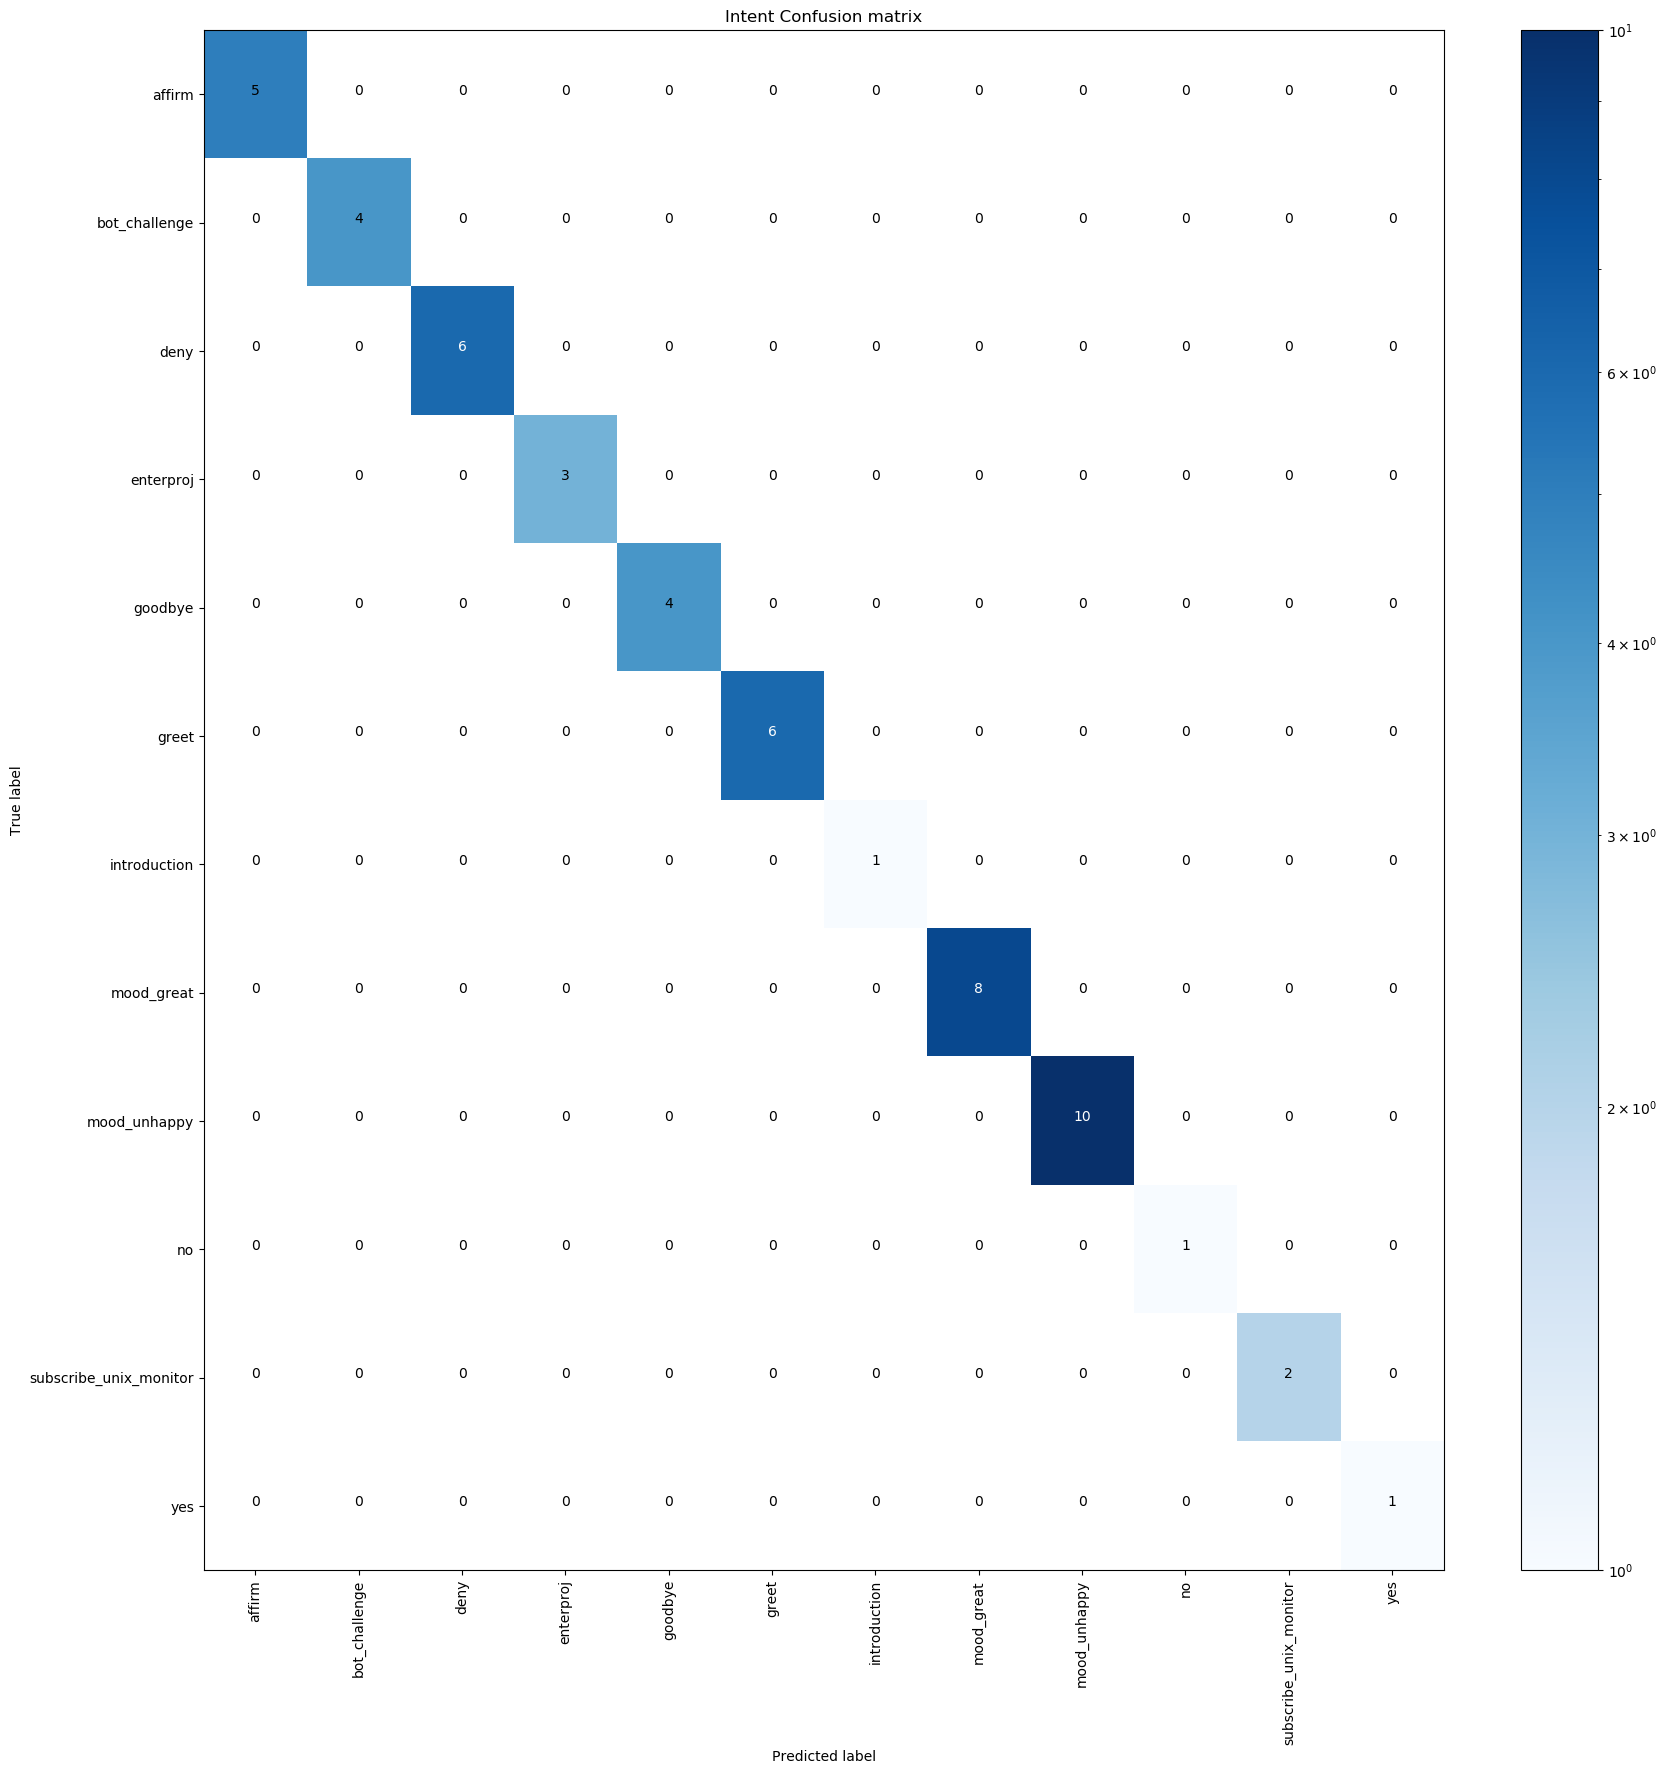 Intent Confusion matrix
affirm 5 0 0 0 0 0 0 0 0 0 0 0
bot_challenge 0 4 0 0 0 0 0 0 0 0 0 0
deny 0 0 6 0 0 0 0 0 0 0 0 0
enterproj 0 0 0 3 0 0 0 0 0 0 0 0
goodbye 0 0 0 0 4 0 0 0 0 0 0 0
greet 0 0 0 0 0 6 0 0 0 0 0 0
introduction 0 0 0 0 0 0 1 0 0 0 0 0
mood_great 0 0 0 0 0 0 0 8 0 0 0 0
mood_unhappy 0 0 0 0 0 0 0 0 10 0 0 0
no 0 0 0 0 0 0 0 0 0 1 0 0
subscribe_unix_monitor 0 0 0 0 0 0 0 0 0 0 2 0
yes 0 0 0 0 0 0 0 0 0 0 0 1
True label
affirm
bot_challenge
deny
enterproj
goodbye
greet
introduction
mood_great
mood_unhappy
no
subscribe_unix_monitor
yes
Predicted label
10¹
6 × 10⁰
4 × 10⁰
3 × 10⁰
2 × 10⁰
10⁰